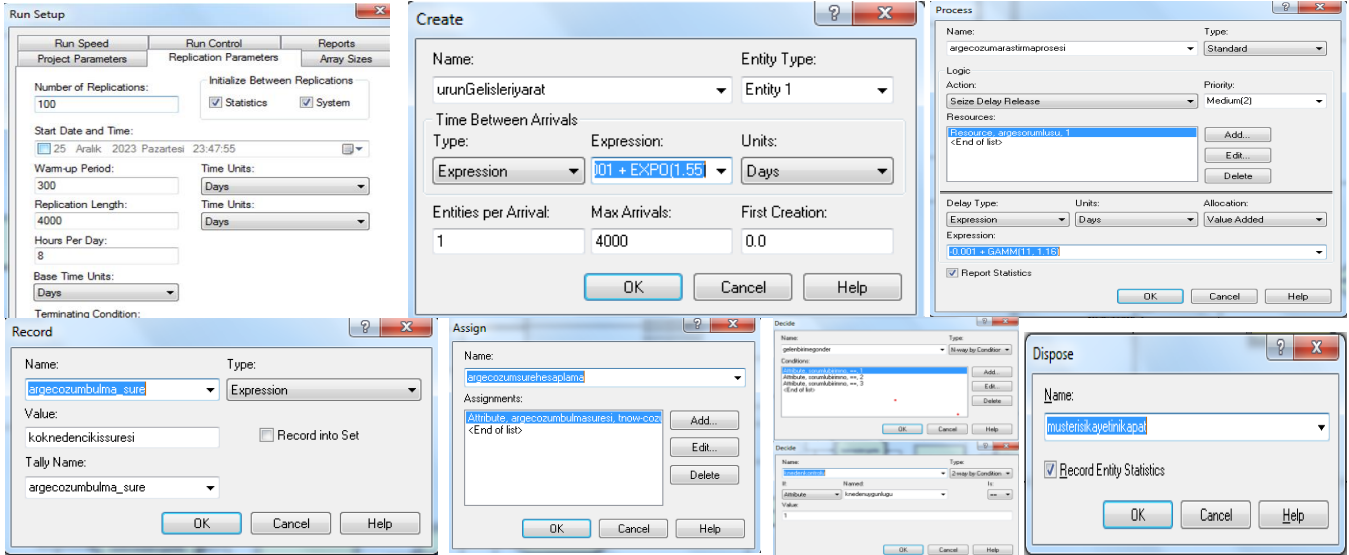 Run Setup
Run Speed
Run Control
Reports
Project Parameters
Replication Parameters
Array Sizes
Number of Replications:
100
Initialize Between Replications
Statistics
System
Start Date and Time:
25 Aralık 2023 Pazartesi 23:47:55
Warm-up Period:
Time Units:
300
Days
Replication Length:
Time Units:
4000
Days
Hours Per Day:
8
Base Time Units:
Days
Terminating Condition:
Create
Name:
Entity Type:
urunGelisleriyarat
Entity 1
Time Between Arrivals
Type:
Expression:
Units:
Expression
001 + EXPO(1.55)
Days
Entities per Arrival:
Max Arrivals:
First Creation:
1
4000
0.0
OK
Cancel
Help
Process
Name:
Type:
argecozumarastirmaprosesi
Standard
Logic
Action:
Priority:
Seize Delay Release
Medium(2)
Resources:
Resource, argesorumlusu, 1
<End of list>
Add...
Edit...
Delete
Delay Type:
Units:
Allocation:
Expression
Days
Value Added
Expression:
-0.001 + GAMM(11, 1.16)
Report Statistics
OK
Cancel
Help
Record
Name:
Type:
argecozumbulma_sure
Expression
Value:
koknedencikissuresi
Record into Set
Tally Name:
argecozumbulma_sure
OK
Cancel
Help
Assign
Name:
argecozumsurehesaplama
Assignments:
Attribute, argecozumbulmasuresi, tnow-cozu
<End of list>
Add...
Edit...
Delete
OK
Cancel
Help
Decide
Name:
Type:
gelenbirimegonder
N-way by Condition
Conditions:
Attribute, sorumlubirimno, ==, 1
Attribute, sorumlubirimno, ==, 2
Attribute, sorumlubirimno, ==, 3
<End of list>
Add...
Edit...
Delete
OK
Cancel
Help
Decide
Name:
Type:
2-way by Condition
If:
Named:
Is:
Attribute
knedenuygunlugu
==
Value:
1
OK
Cancel
Help
Dispose
Name:
musterisikayetinikapat
Record Entity Statistics
OK
Cancel
Help